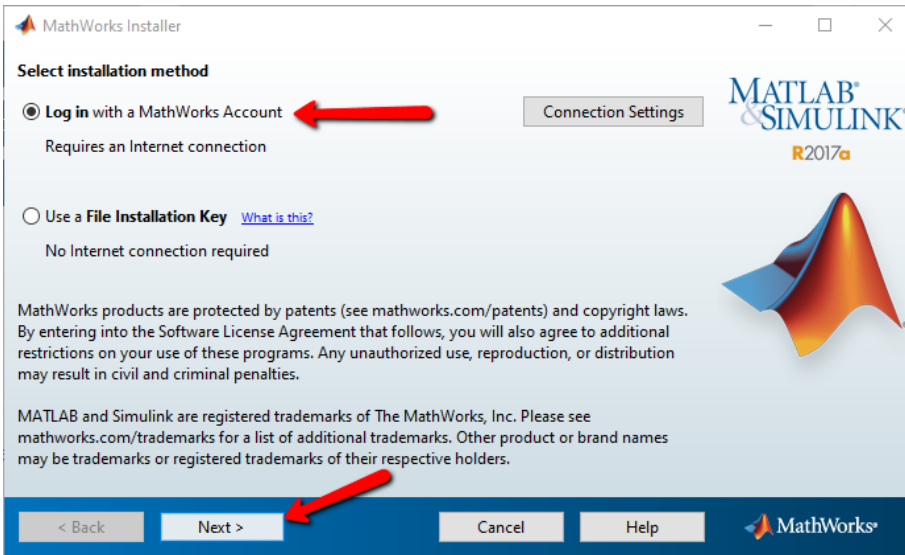 MathWorks Installer
Select installation method
Log in with a MathWorks Account
Connection Settings
Requires an Internet connection
Use a File Installation Key What is this?
No Internet connection required
MathWorks products are protected by patents (see mathworks.com/patents) and copyright laws.
By entering into the Software License Agreement that follows, you will also agree to additional
restrictions on your use of these programs. Any unauthorized use, reproduction, or distribution
may result in civil and criminal penalties.
MATLAB and Simulink are registered trademarks of The MathWorks, Inc. Please see
mathworks.com/trademarks for a list of additional trademarks. Other product or brand names
may be trademarks or registered trademarks of their respective holders.
MATLAB®
&SIMULINK®
R2017a
< Back Next > Cancel Help MathWorks®